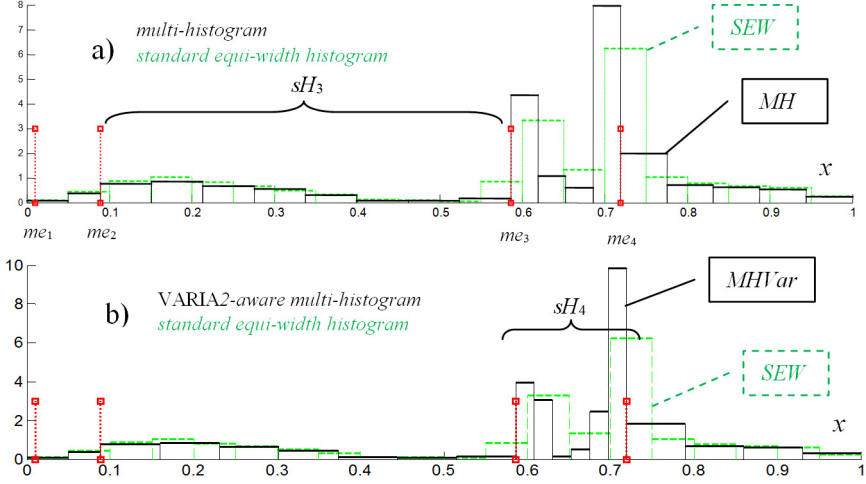 8
7
6
5
4
3
2
1
0
a)
multi-histogram
standard equi-width histogram
SEW
sH3
MH
x
0 0.1 0.2 0.3 0.4 0.5 0.6 0.7 0.8 0.9 1
me1 me2 me3 me4
10
8
6
4
2
0
b)
VARIA2-aware multi-histogram
standard equi-width histogram
sH4
MHVar
SEW
x
0 0.1 0.2 0.3 0.4 0.5 0.6 0.7 0.8 0.9 1